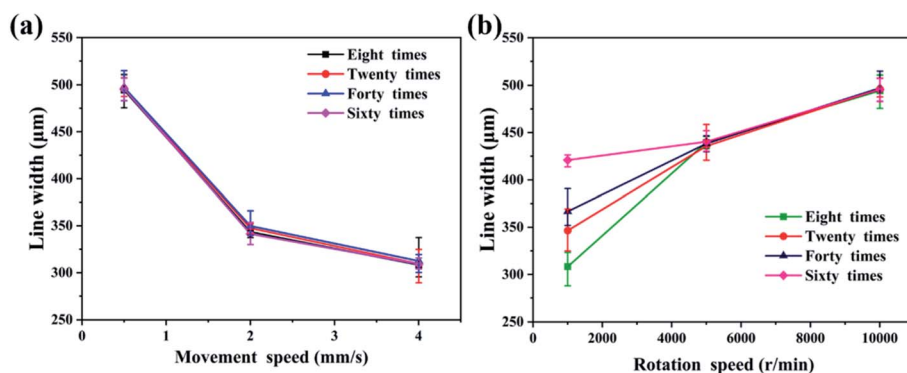 (a)
550
500
450
400
350
300
250
0
1
2
3
4
Line width (μm)
Movement speed (mm/s)
Eight times
Twenty times
Forty times
Sixty times
(b)
550
500
450
400
350
300
250
0
2000
4000
6000
8000
10000
Line width (μm)
Rotation speed (r/min)
Eight times
Twenty times
Forty times
Sixty times